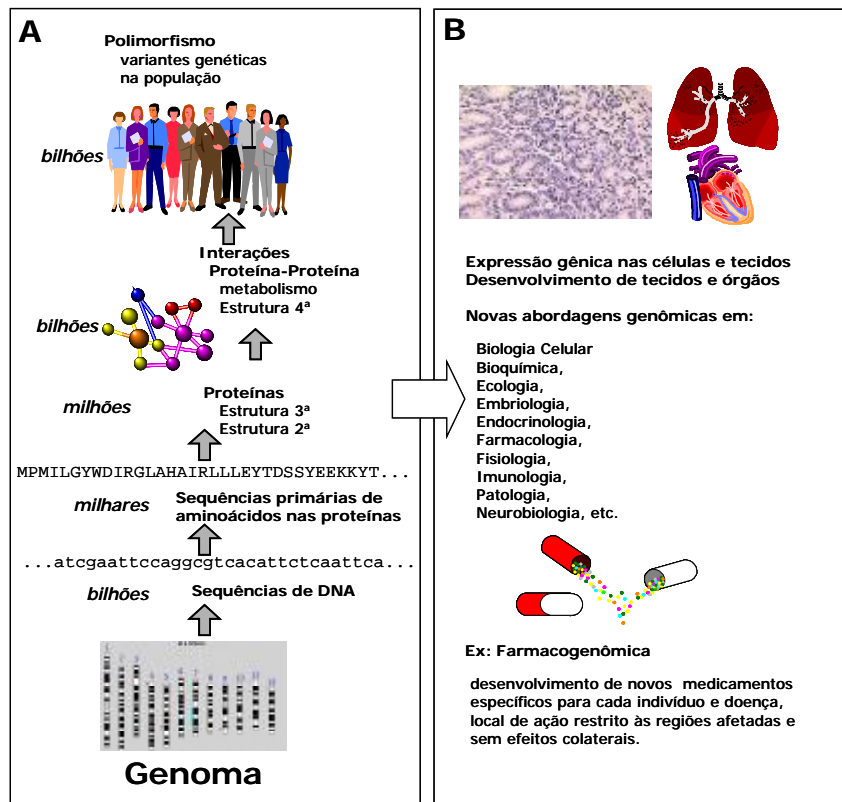 A
Polimorfismo
variantes genéticas
na população
bilhões
Interações
Proteína-Proteína
metabolismo
Estrutura 4ª
bilhões
Proteínas
Estrutura 3ª
Estrutura 2ª
milhões
MPMILGYWDIRGLAHAIRLLLEYTDSSYEEKKYT...
milhares
Sequências primárias de
aminoácidos nas proteínas
...atcgaattccaggcgtcacattctcaattca...
bilhões
Sequências de DNA
Genoma
B
Expressão gênica nas células e tecidos
Desenvolvimento de tecidos e órgãos
Novas abordagens genômicas em:
Biologia Celular
Bioquímica,
Ecologia,
Embriologia,
Endocrinologia,
Farmacologia,
Fisiologia,
Imunologia,
Patologia,
Neurobiologia, etc.
Ex: Farmacogenômica
desenvolvimento de novos medicamentos
específicos para cada indivíduo e doença,
local de ação restrito às regiões afetadas e
sem efeitos colaterais.